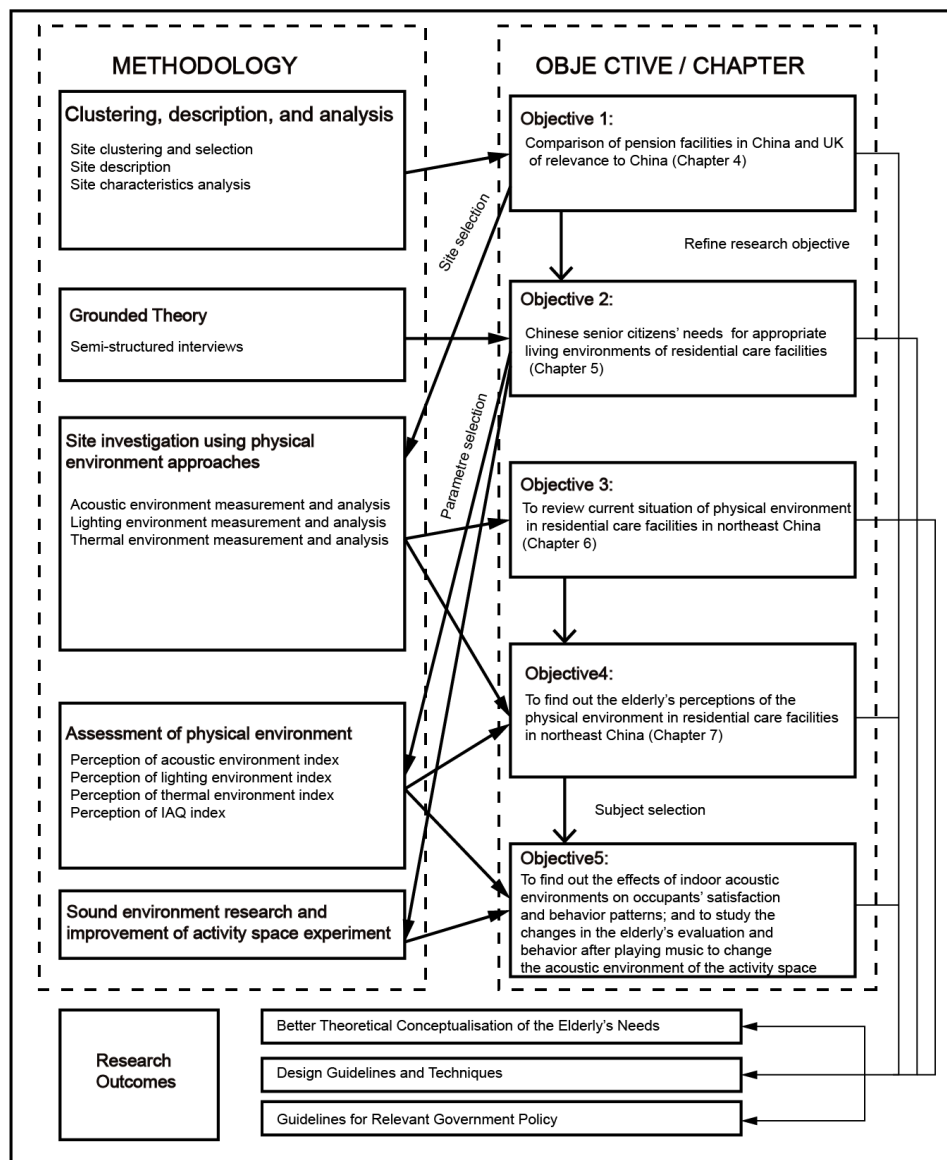 METHODOLOGY
Clustering, description, and analysis
Site clustering and selection
Site description
Site characteristics analysis
Grounded Theory
Semi-structured interviews
Site investigation using physical
environment approaches
Acoustic environment measurement and analysis
Lighting environment measurement and analysis
Thermal environment measurement and analysis
Assessment of physical environment
Perception of acoustic environment index
Perception of lighting environment index
Perception of thermal environment index
Perception of IAQ index
Sound environment research and
improvement of activity space experiment
Site selection
Parametre selection
OBJE CTIVE / CHAPTER
Objective 1:
Comparison of pension facilities in China and UK
of relevance to China (Chapter 4)
Refine research objective
Objective 2:
Chinese senior citizens' needs for appropriate
living environments of residential care facilities
(Chapter 5)
Objective 3:
To review current situation of physical environment
in residential care facilities in northeast China
(Chapter 6)
Objective4:
To find out the elderly's perceptions of the
physical environment in residential care facilities
in northeast China (Chapter 7)
Subject selection
Objective5:
To find out the effects of indoor acoustic
environments on occupants' satisfaction
and behavior patterns; and to study the
changes in the elderly's evaluation and
behavior after playing music to change
the acoustic environment of the activity space
Research
Outcomes
Better Theoretical Conceptualisation of the Elderly's Needs
Design Guidelines and Techniques
Guidelines for Relevant Government Policy